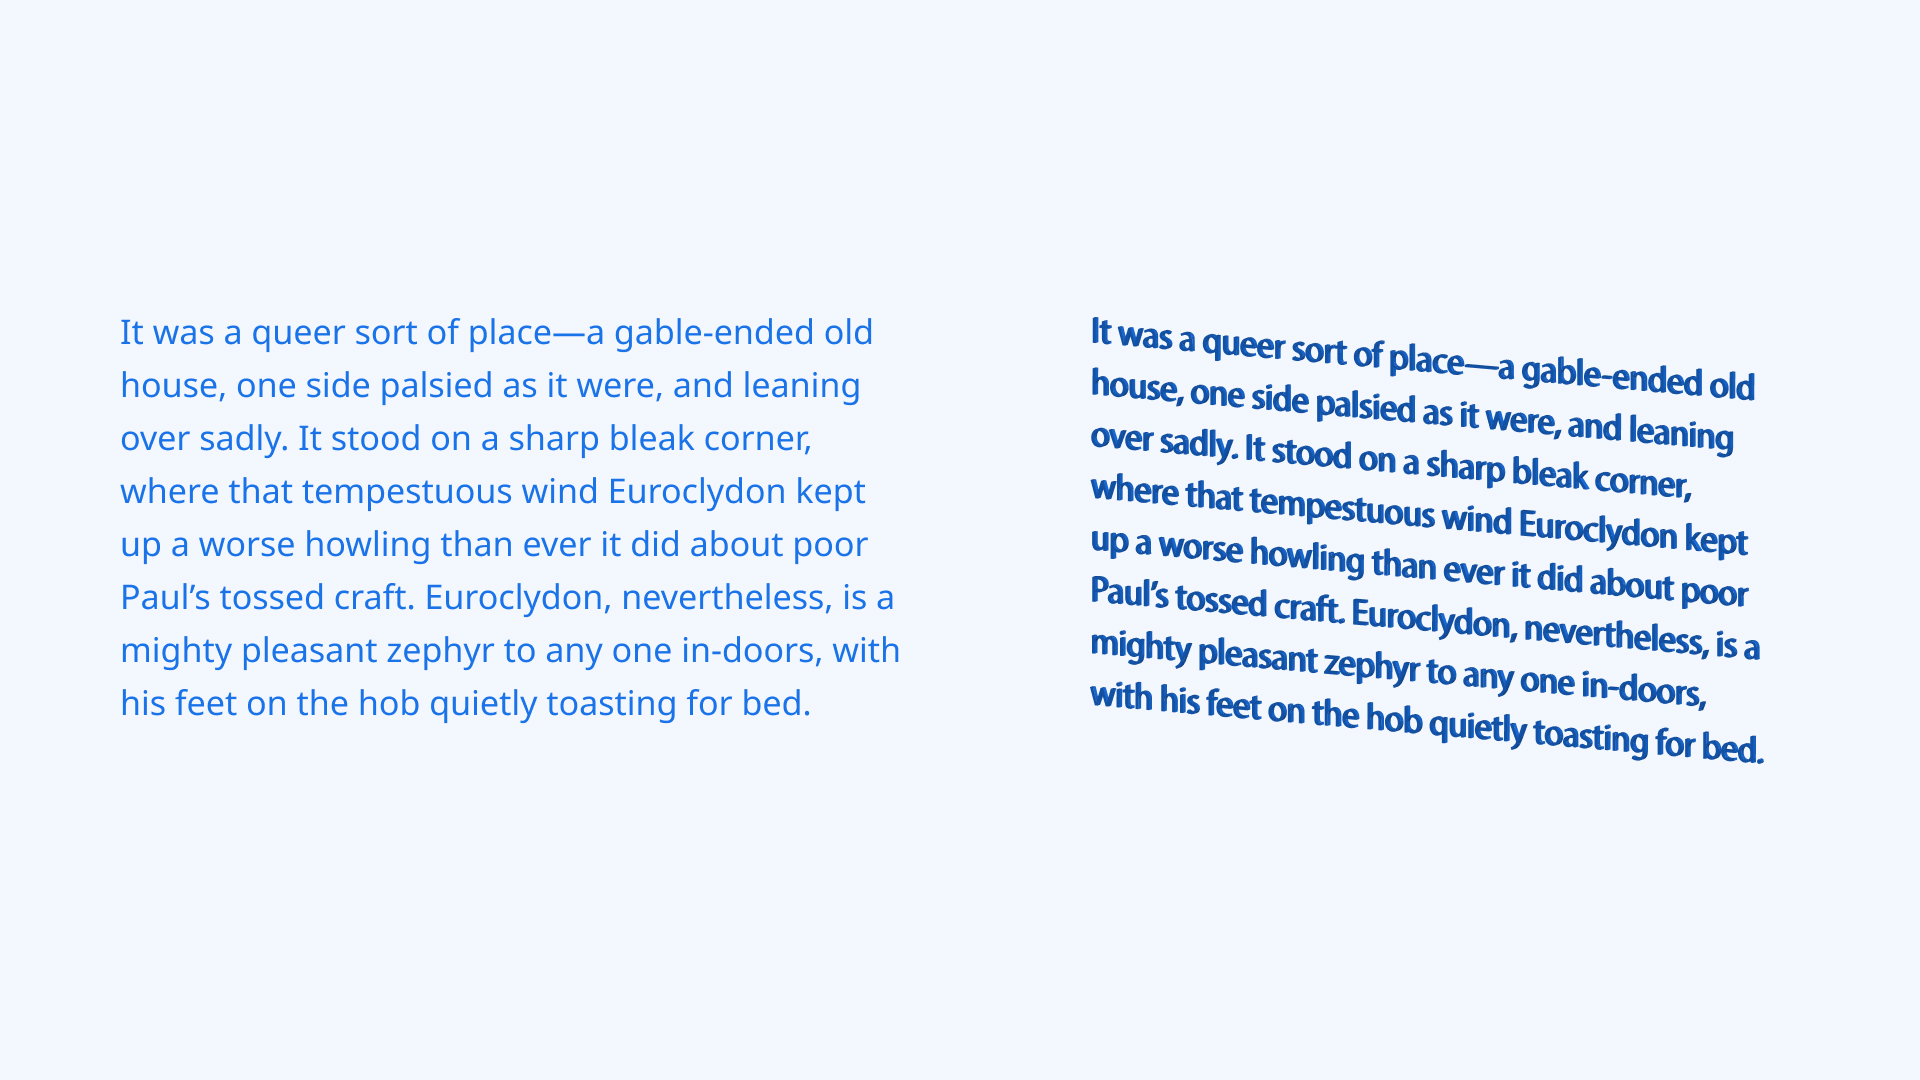 It was a queer sort of place—a gable-ended old
house, one side palsied as it were, and leaning
over sadly. It stood on a sharp bleak corner,
where that tempestuous wind Euroclydon kept
up a worse howling than ever it did about poor
Paul’s tossed craft. Euroclydon, nevertheless, is a
mighty pleasant zephyr to any one in-doors, with
his feet on the hob quietly toasting for bed.
It was a queer sort of place—a gable-ended old
house, one side palsied as it were, and leaning
over sadly. It stood on a sharp bleak corner,
where that tempestuous wind Euroclydon kept
up a worse howling than ever it did about poor
Paul’s tossed craft. Euroclydon, nevertheless, is a
mighty pleasant zephyr to any one in-doors,
with his feet on the hob quietly toasting for bed.